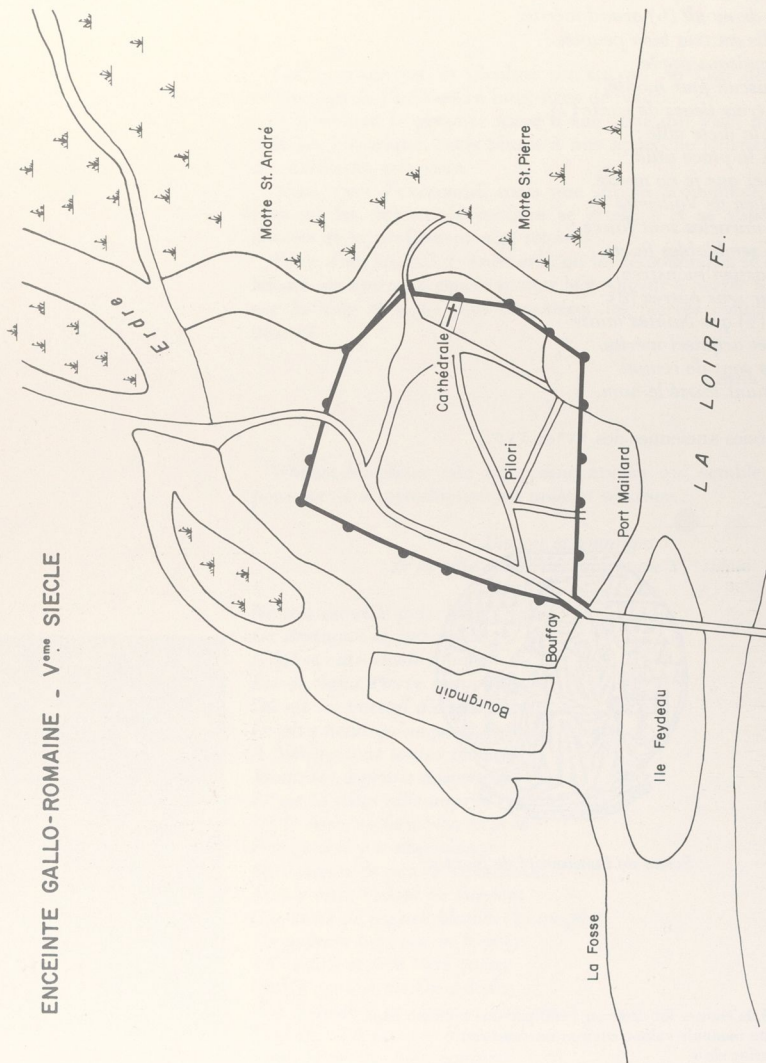 ENCEINTE GALLO-ROMAINE - Vème SIECLE
Erdre
Motte St. André
Motte St. Pierre
Cathédrale
Pilori
Port Maillard
Bouffay
Bourgmain
Ile Feydeau
La Fosse
LA LOIRE FL.